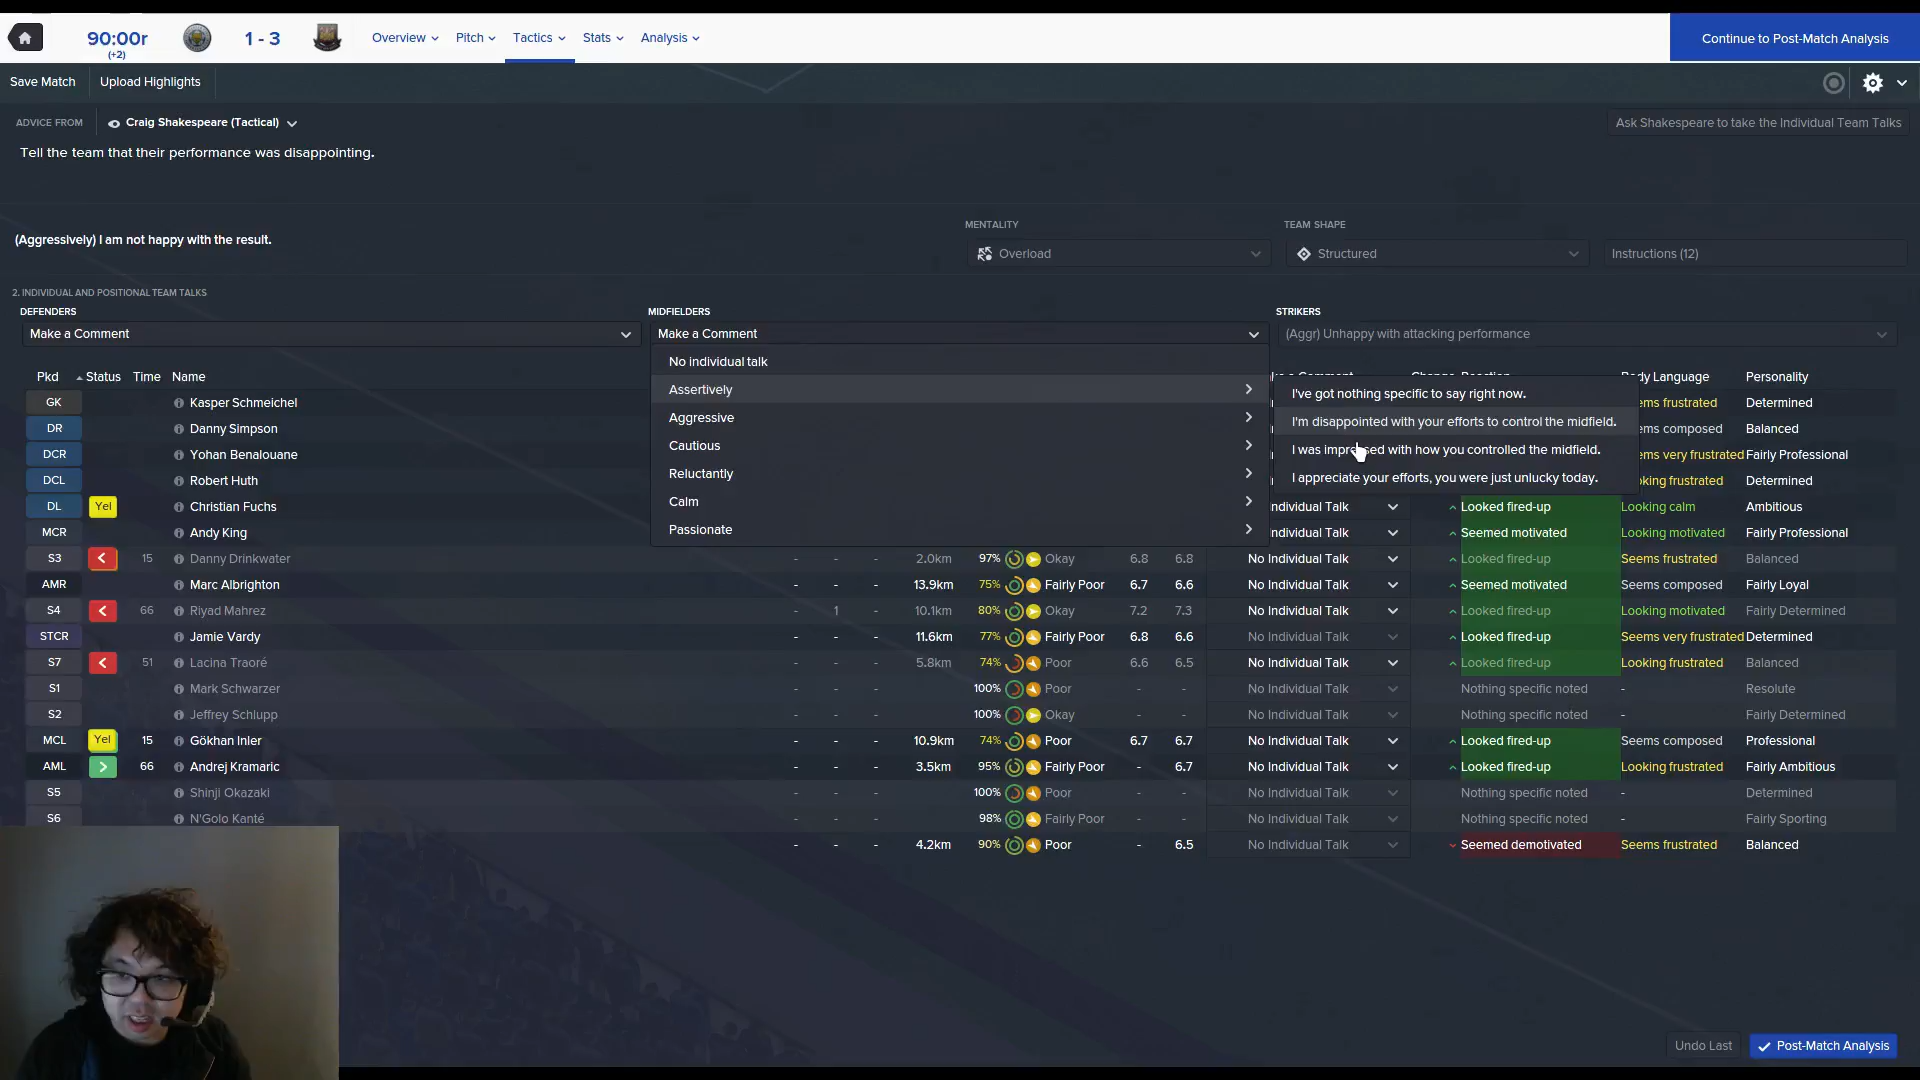 90:00r
(+2)
1 - 3
Overview
Pitch
Tactics
Stats
Analysis
Continue to Post-Match Analysis
Save Match
Upload Highlights
ADVICE FROM
Craig Shakespeare (Tactical)
Ask Shakespeare to take the Individual Team Talks
Tell the team that their performance was disappointing.
(Aggressively) I am not happy with the result.
MENTALITY
Overload
TEAM SHAPE
Structured
Instructions (12)
2. INDIVIDUAL AND POSITIONAL TEAM TALKS
DEFENDERS
Make a Comment
MIDFIELDERS
Make a Comment
STRIKERS
(Aggr) Unhappy with attacking performance
No individual talk
Assertively
Aggressive
Cautious
Reluctantly
Calm
Passionate
I've got nothing specific to say right now.
I'm disappointed with your efforts to control the midfield.
I was impressed with how you controlled the midfield.
I appreciate your efforts, you were just unlucky today.
Pkd Status Time Name Language Personality
GK Kasper Schmeichel frustrated Determined
DR Danny Simpson composed Balanced
DCR Yohan Benalouane very frustrated Fairly Professional
DCL Robert Huth frustrated Determined
DL Yel Christian Fuchs Individual Talk Looked fired-up Looking calm Ambitious
MCR Andy King Individual Talk Seemed motivated Looking motivated Fairly Professional
S3 15 Danny Drinkwater - - - 2.0km 97% Okay 6.8 6.8 No Individual Talk Looked fired-up Seems frustrated Balanced
AMR Marc Albrighton - - - 13.9km 75% Fairly Poor 6.7 6.6 No Individual Talk Seemed motivated Seems composed Fairly Loyal
S4 66 Riyad Mahrez - 1 - 10.1km 80% Okay 7.2 7.3 No Individual Talk Looked fired-up Looking motivated Fairly Determined
STCR Jamie Vardy - - - 11.6km 77% Fairly Poor 6.8 6.6 No Individual Talk Looked fired-up Seems very frustrated Determined
S7 51 Lacina Traoré - - - 5.8km 74% Poor 6.6 6.5 No Individual Talk Looked fired-up Looking frustrated Balanced
S1 Mark Schwarzer - - - 100% Poor - - No Individual Talk Nothing specific noted - Resolute
S2 Jeffrey Schlupp - - - 100% Okay - - No Individual Talk Nothing specific noted - Fairly Determined
MCL Yel 15 Gökhan Inler - - - 10.9km 74% Poor 6.7 6.7 No Individual Talk Looked fired-up Seems composed Professional
AML 66 Andrej Kramaric - - - 3.5km 95% Fairly Poor - 6.7 No Individual Talk Looked fired-up Looking frustrated Fairly Ambitious
S5 Shinji Okazaki - - - 100% Poor - - No Individual Talk Nothing specific noted - Determined
S6 N'Golo Kanté - - - 98% Fairly Poor - - No Individual Talk Nothing specific noted - Fairly Sporting
- - - 4.2km 90% Poor - 6.5 No Individual Talk Seemed demotivated Seems frustrated Balanced
Undo Last
Post-Match Analysis